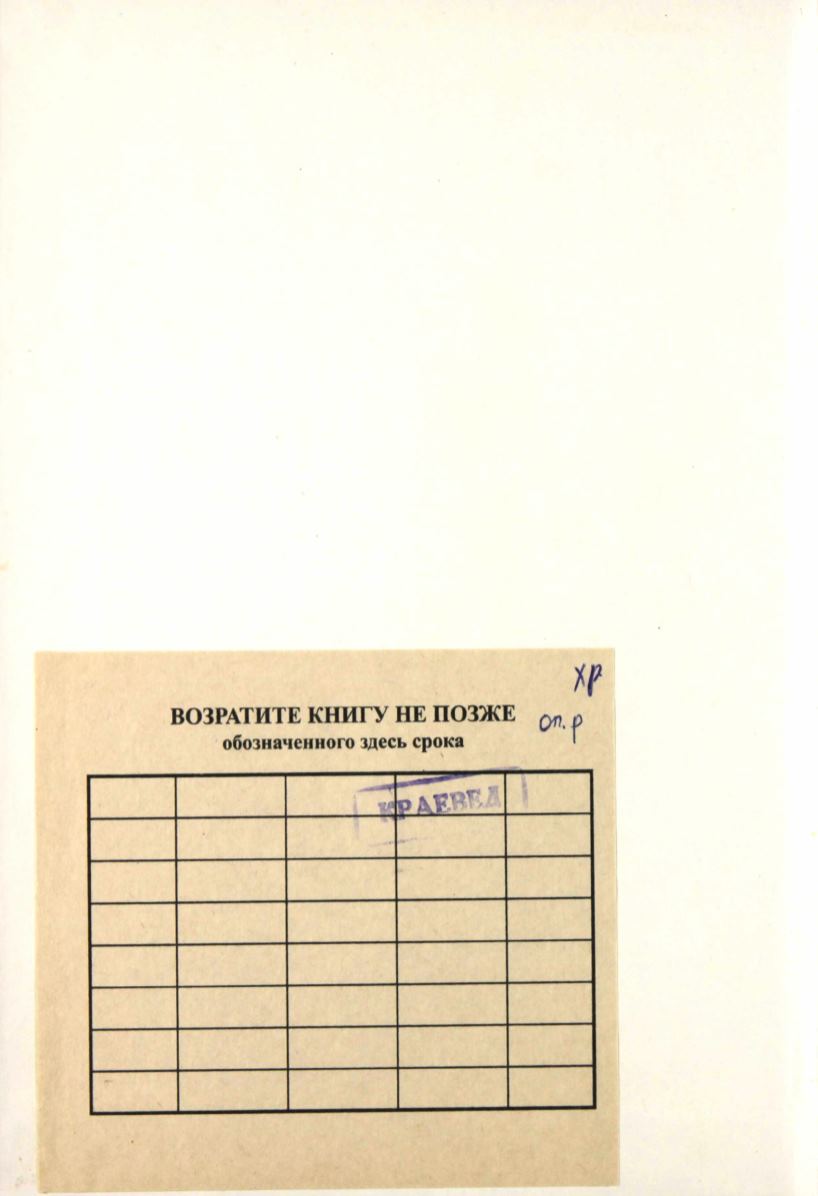 хр
ВОЗРАТИТЕ КНИГУ НЕ ПОЗЖЕ
оп.р
обозначенного здесь срока
КРАЕВЕД